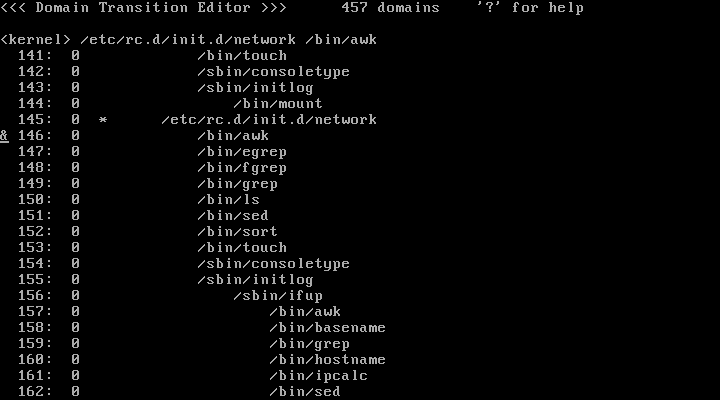 <<< Domain Transition Editor >>>      457 domains    '?' for help
<kernel> /etc/rc.d/init.d/network /bin/awk
  141:  0             /bin/touch
  142:  0             /sbin/consoletype
  143:  0             /sbin/initlog
  144:  0                 /bin/mount
  145:  0  *      /etc/rc.d/init.d/network
& 146:  0             /bin/awk
  147:  0             /bin/egrep
  148:  0             /bin/fgrep
  149:  0             /bin/grep
  150:  0             /bin/ls
  151:  0             /bin/sed
  152:  0             /bin/sort
  153:  0             /bin/touch
  154:  0             /sbin/consoletype
  155:  0             /sbin/initlog
  156:  0                 /sbin/ifup
  157:  0                     /bin/awk
  158:  0                     /bin/basename
  159:  0                     /bin/grep
  160:  0                     /bin/hostname
  161:  0                     /bin/ipcalc
  162:  0                     /bin/sed